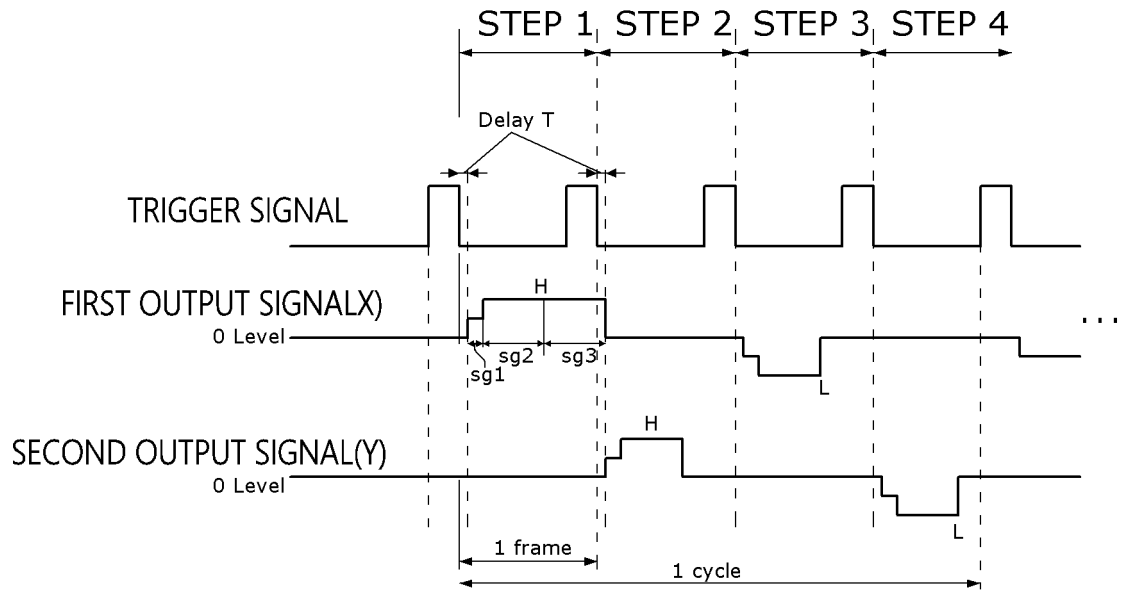 STEP 1 STEP 2 STEP 3 STEP 4
Delay T
TRIGGER SIGNAL
FIRST OUTPUT SIGNALX)
H
0 Level
...
sg1 sg2 sg3
L
SECOND OUTPUT SIGNAL(Y)
H
0 Level
L
1 frame
1 cycle